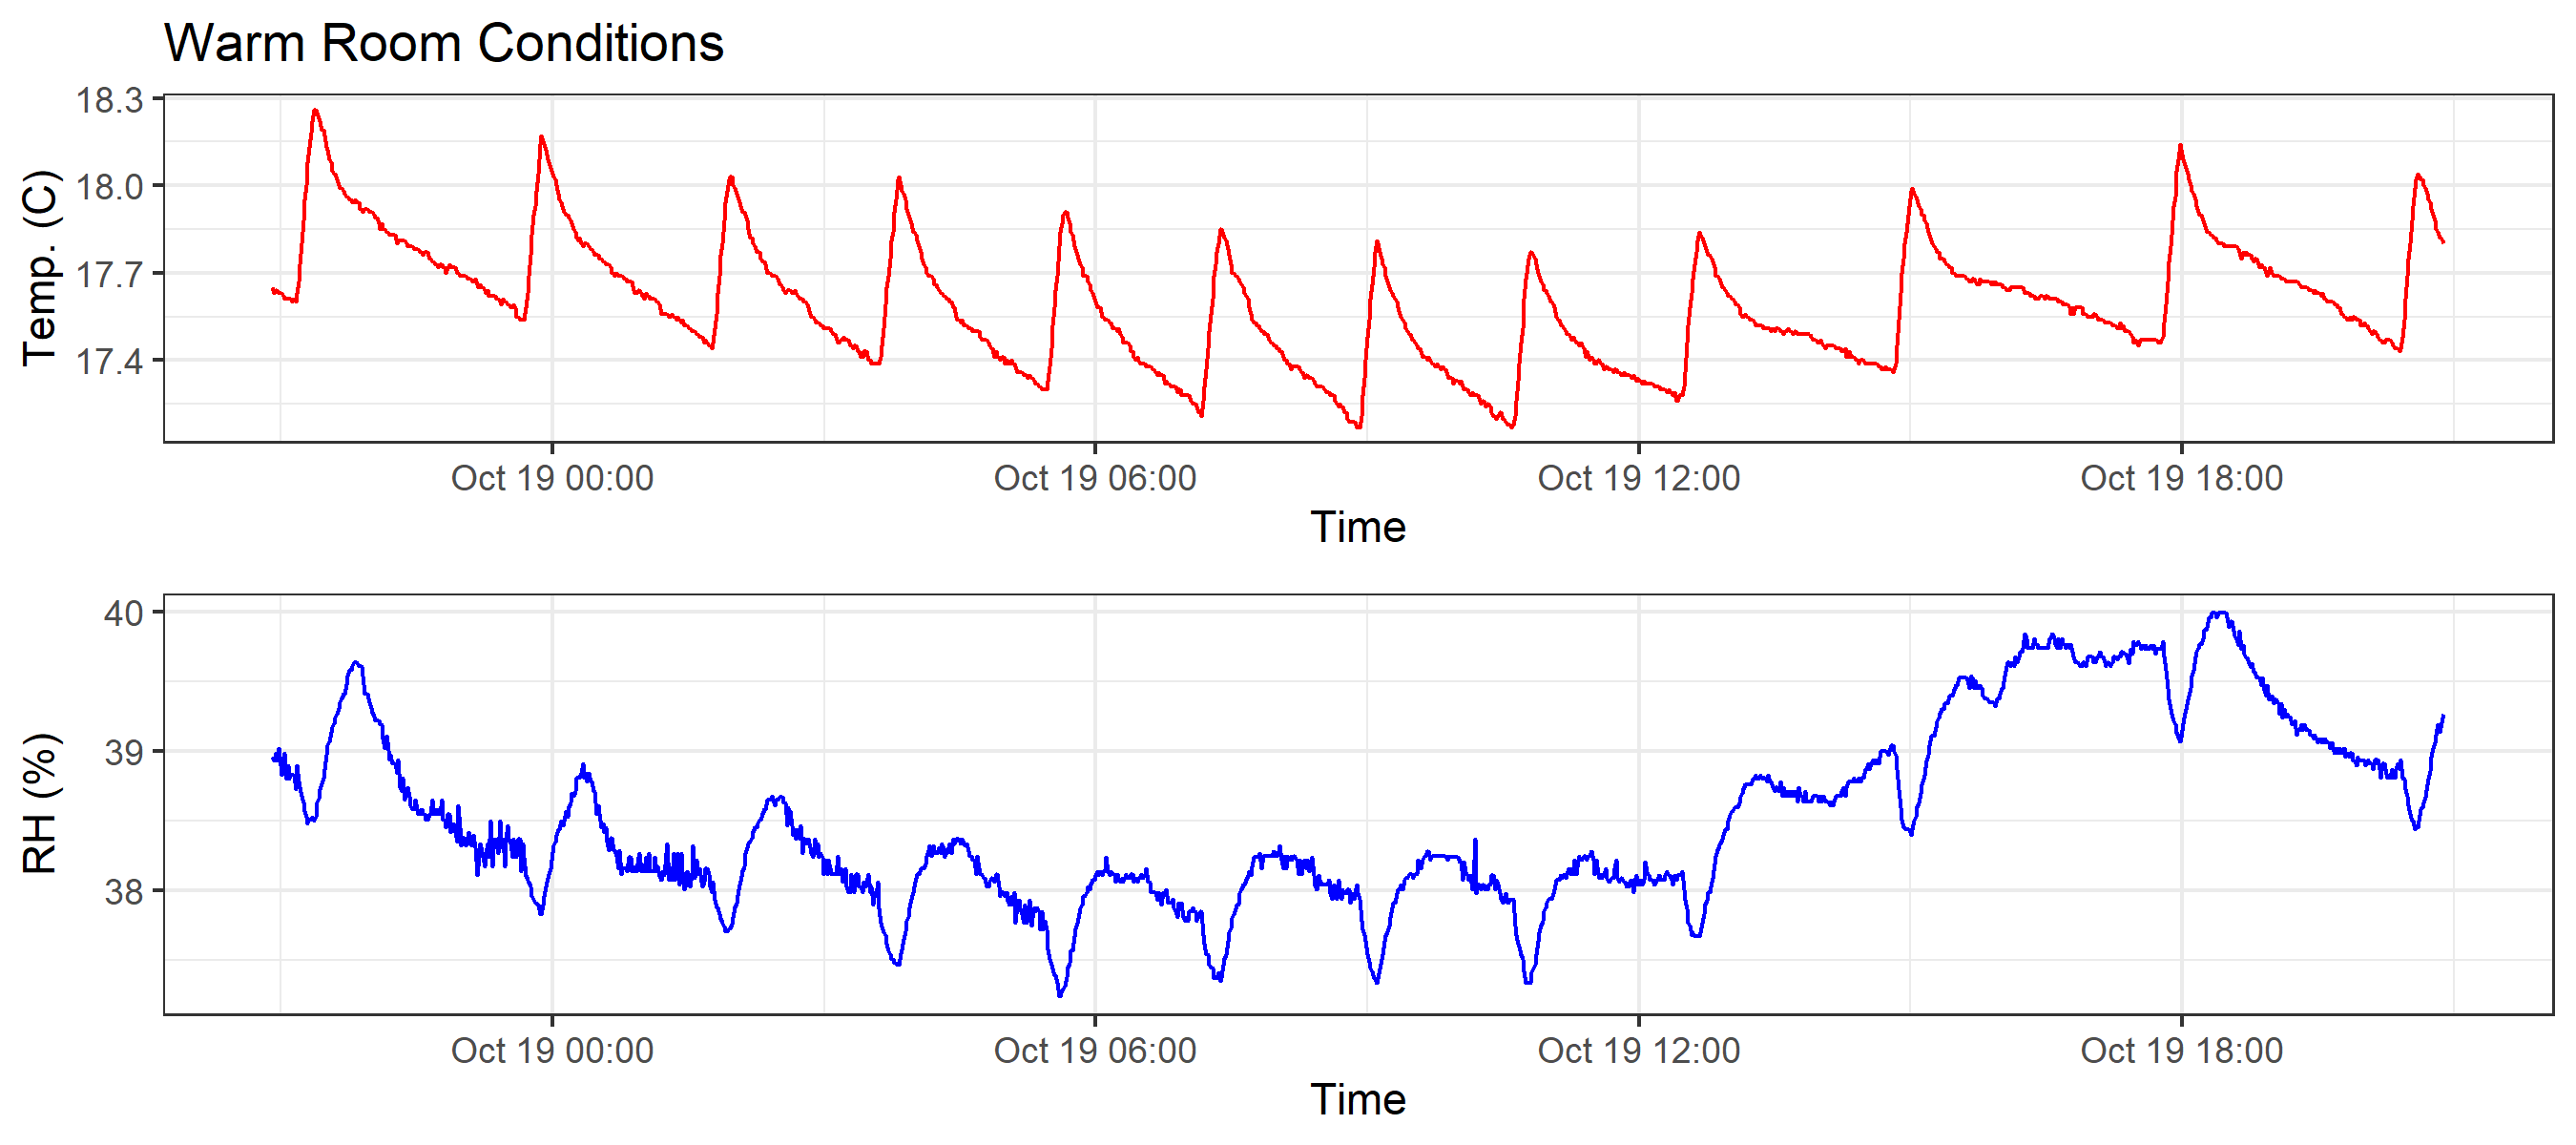 Warm Room Conditions
Temp. (C)
18.3
18.0
17.7
17.4
Oct 19 00:00 Oct 19 06:00 Oct 19 12:00 Oct 19 18:00
Time
RH (%)
40
39
38
Oct 19 00:00 Oct 19 06:00 Oct 19 12:00 Oct 19 18:00
Time